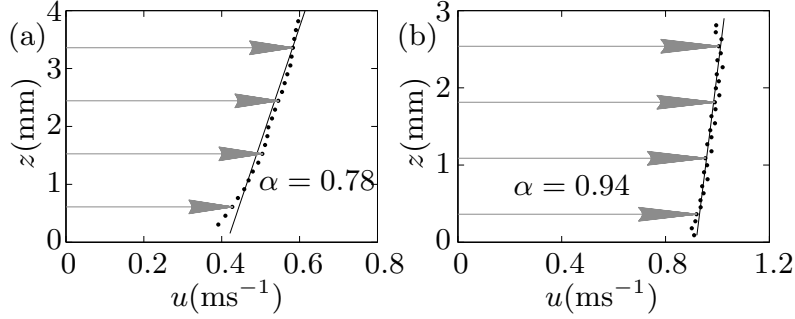 (a)
4
3
2
1
0
z(mm)
α = 0.78
0 0.2 0.4 0.6 0.8
u(ms⁻¹)
(b)
3
2
1
0
z(mm)
α = 0.94
0 0.4 0.8 1.2
u(ms⁻¹)